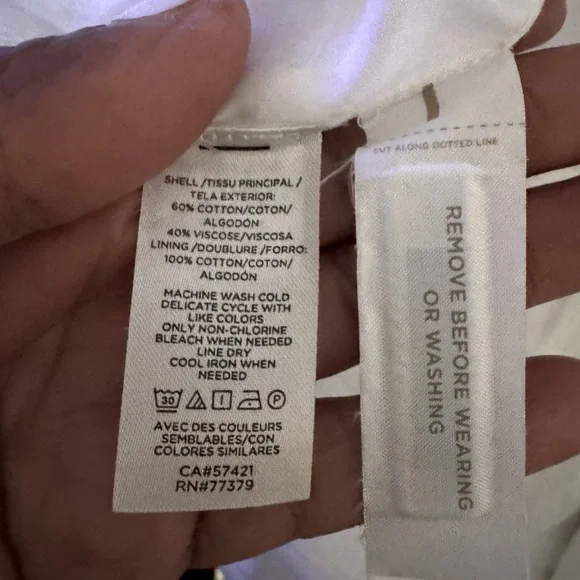 SHELL /TISSU PRINCIPAL /
TELA EXTERIOR:
60% COTTON/COTON/
ALGODÓN
40% VISCOSE/VISCOSA
LINING /DOUBLURE /FORRO:
100% COTTON/COTON/
ALGODÓN
MACHINE WASH COLD
DELICATE CYCLE WITH
LIKE COLORS
ONLY NON-CHLORINE
BLEACH WHEN NEEDED
LINE DRY
COOL IRON WHEN
NEEDED
30 P
AVEC DES COULEURS
SEMBLABLES/CON
COLORES SIMILARES
CA#57421
RN#77379
CUT ALONG DOTTED LINE
REMOVE BEFORE WEARING
OR WASHING